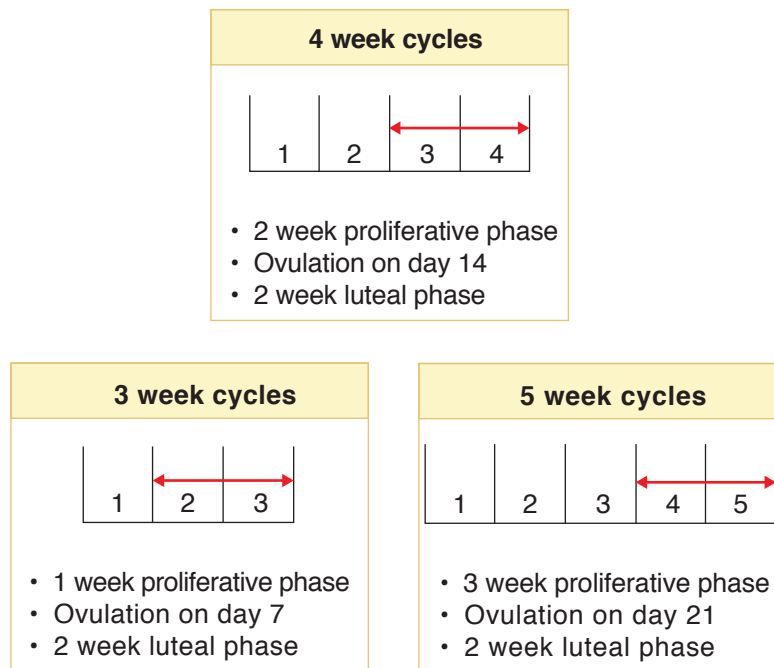 4 week cycles
1 2 3 4
• 2 week proliferative phase
• Ovulation on day 14
• 2 week luteal phase
3 week cycles
1 2 3
• 1 week proliferative phase
• Ovulation on day 7
• 2 week luteal phase
5 week cycles
1 2 3 4 5
• 3 week proliferative phase
• Ovulation on day 21
• 2 week luteal phase